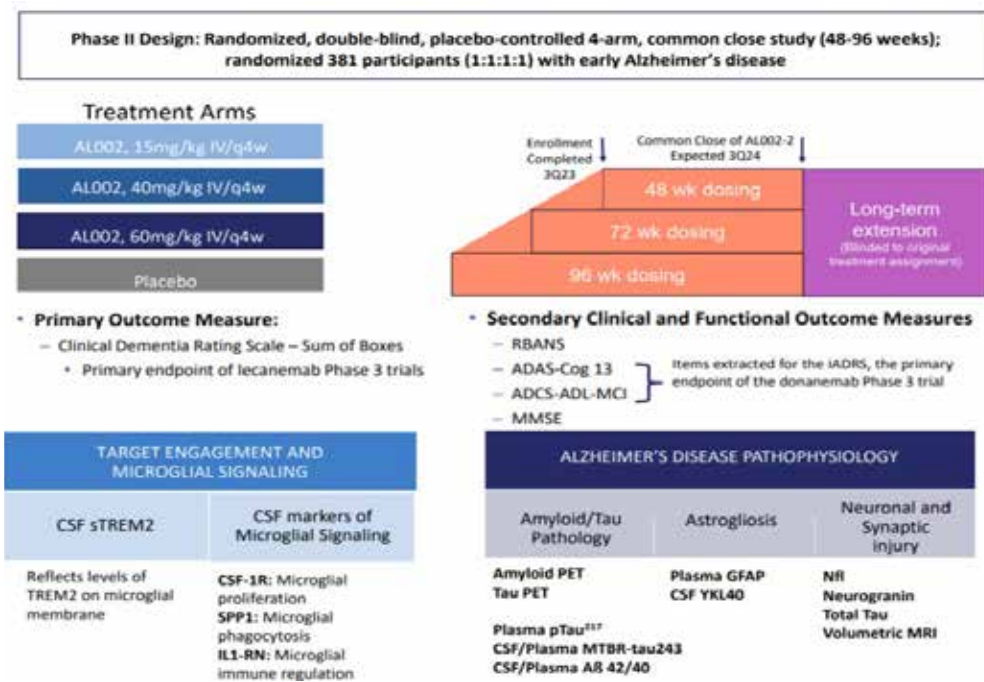 Phase II Design: Randomized, double-blind, placebo-controlled 4-arm, common close study (48-96 weeks);
randomized 381 participants (1:1:1:1) with early Alzheimer's disease
Treatment Arms
AL002, 15mg/kg IV/q4w
AL002, 40mg/kg IV/q4w
AL002, 60mg/kg IV/q4w
Placebo
Enrollment
Completed
3Q23
Common Close of AL002-2
Expected 3Q24
48 wk dosing
72 wk dosing
96 wk dosing
Long-term
extension
(Blinded to original
treatment assignment)
• Primary Outcome Measure:
– Clinical Dementia Rating Scale – Sum of Boxes
• Primary endpoint of lecanemab Phase 3 trials
• Secondary Clinical and Functional Outcome Measures
– RBANS
– ADAS-Cog 13
– ADCS-ADL-MCI
– MMSE
Items extracted for the iADRS, the primary
endpoint of the donanemab Phase 3 trial
TARGET ENGAGEMENT AND
MICROGLIAL SIGNALING
CSF sTREM2
CSF markers of
Microglial Signaling
Reflects levels of
TREM2 on microglial
membrane
CSF-1R: Microglial
proliferation
SPP1: Microglial
phagocytosis
IL1-RN: Microglial
immune regulation
ALZHEIMER'S DISEASE PATHOPHYSIOLOGY
Amyloid/Tau
Pathology
Astrogliosis
Neuronal and
Synaptic
injury
Amyloid PET
Tau PET
Plasma pTau²¹⁷
CSF/Plasma MTBR-tau243
CSF/Plasma Aß 42/40
Plasma GFAP
CSF YKL40
Nfl
Neurogranin
Total Tau
Volumetric MRI